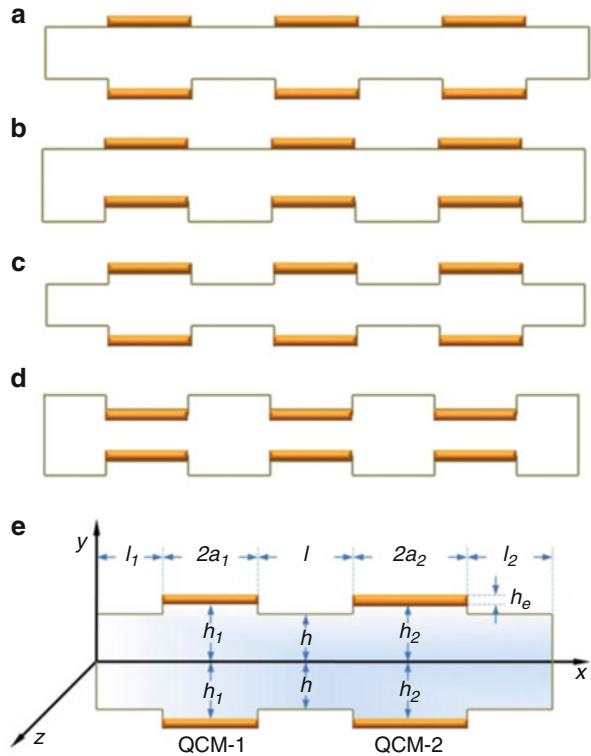 a
b
c
d
e
y
l₁ 2a₁ l 2a₂ l₂
hₑ
h₁ h h₂
x
h₁ h h₂
z
QCM-1 QCM-2